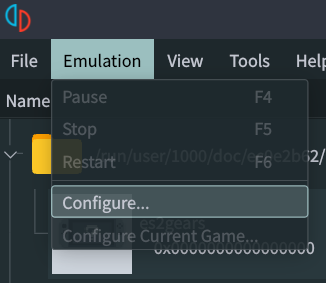 File Emulation View Tools Help
Name
Pause F4
Stop F5
/run/user/1000/doc/
Restart F6
Configure...
es2gears
Configure Current Game...
0x0000000000000000